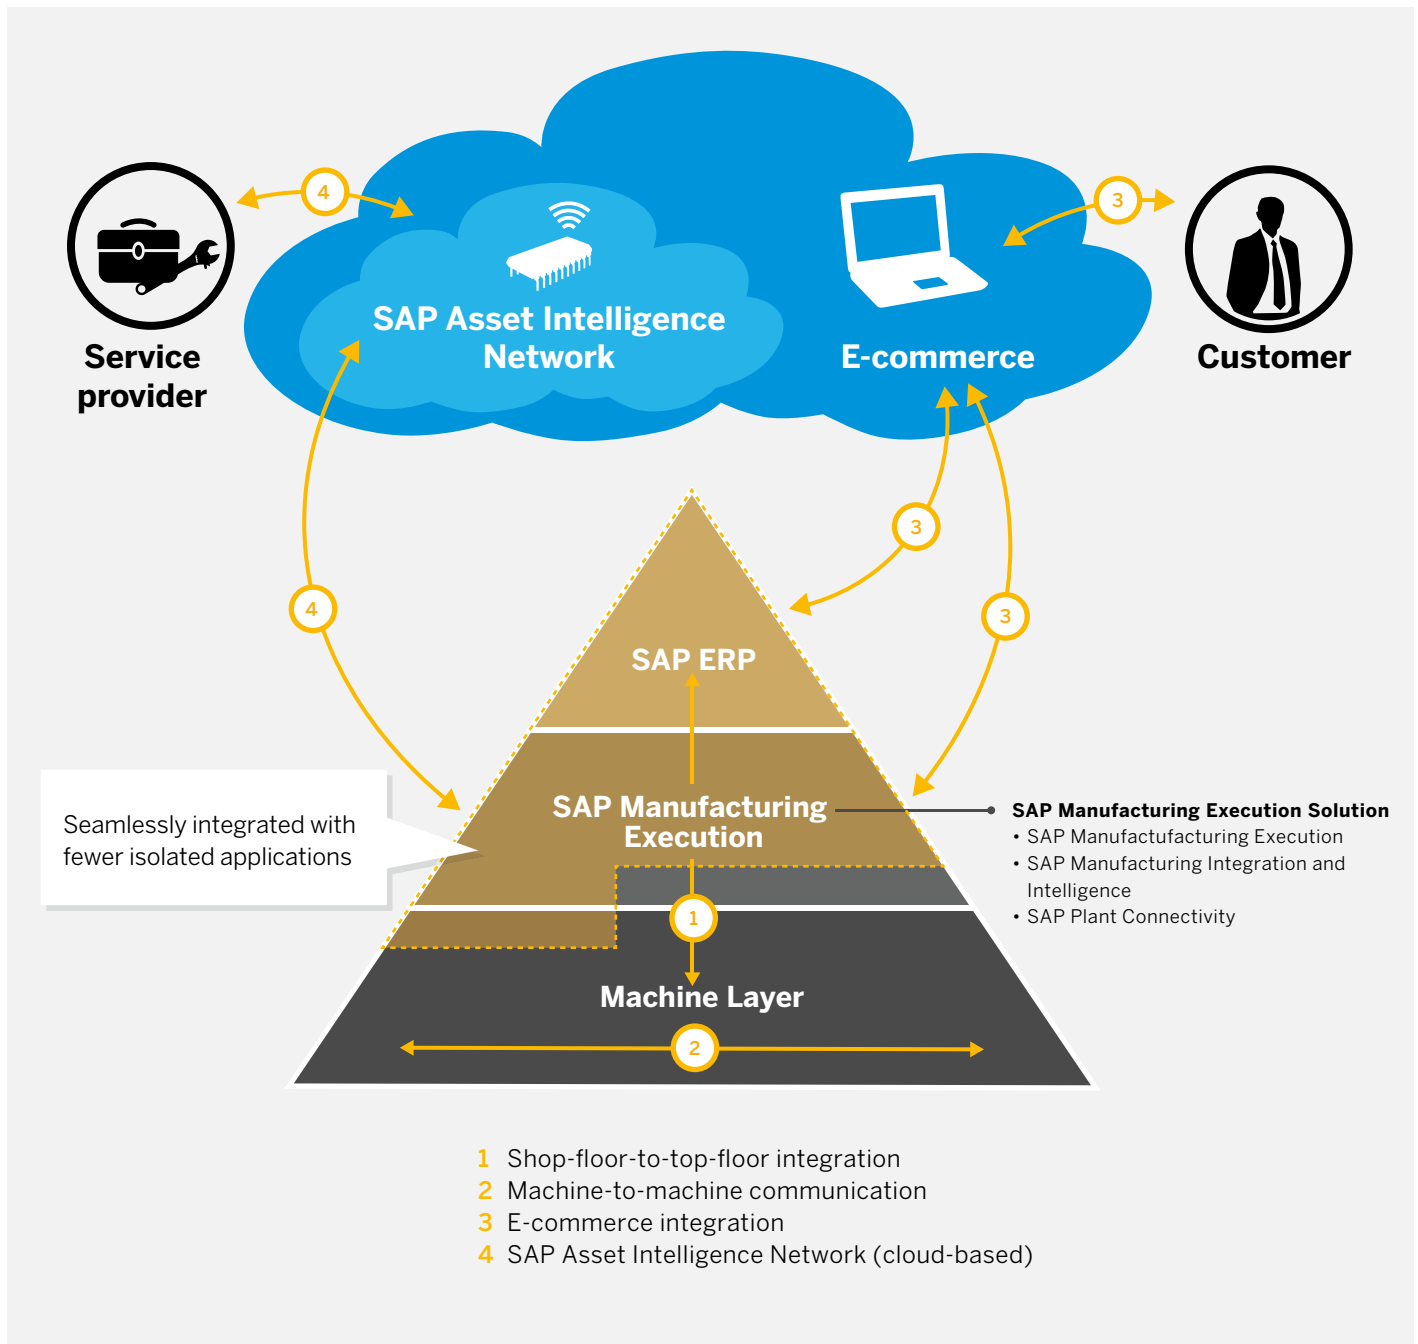 4
3
SAP Asset Intelligence
Network
Service
provider
E-commerce
Customer
3
4
3
SAP ERP
Seamlessly integrated with
fewer isolated applications
SAP Manufacturing
Execution
SAP Manufacturing Execution Solution
• SAP Manufactufacturing Execution
• SAP Manufacturing Integration and
Intelligence
• SAP Plant Connectivity
1
Machine Layer
2
1 Shop-floor-to-top-floor integration
2 Machine-to-machine communication
3 E-commerce integration
4 SAP Asset Intelligence Network (cloud-based)